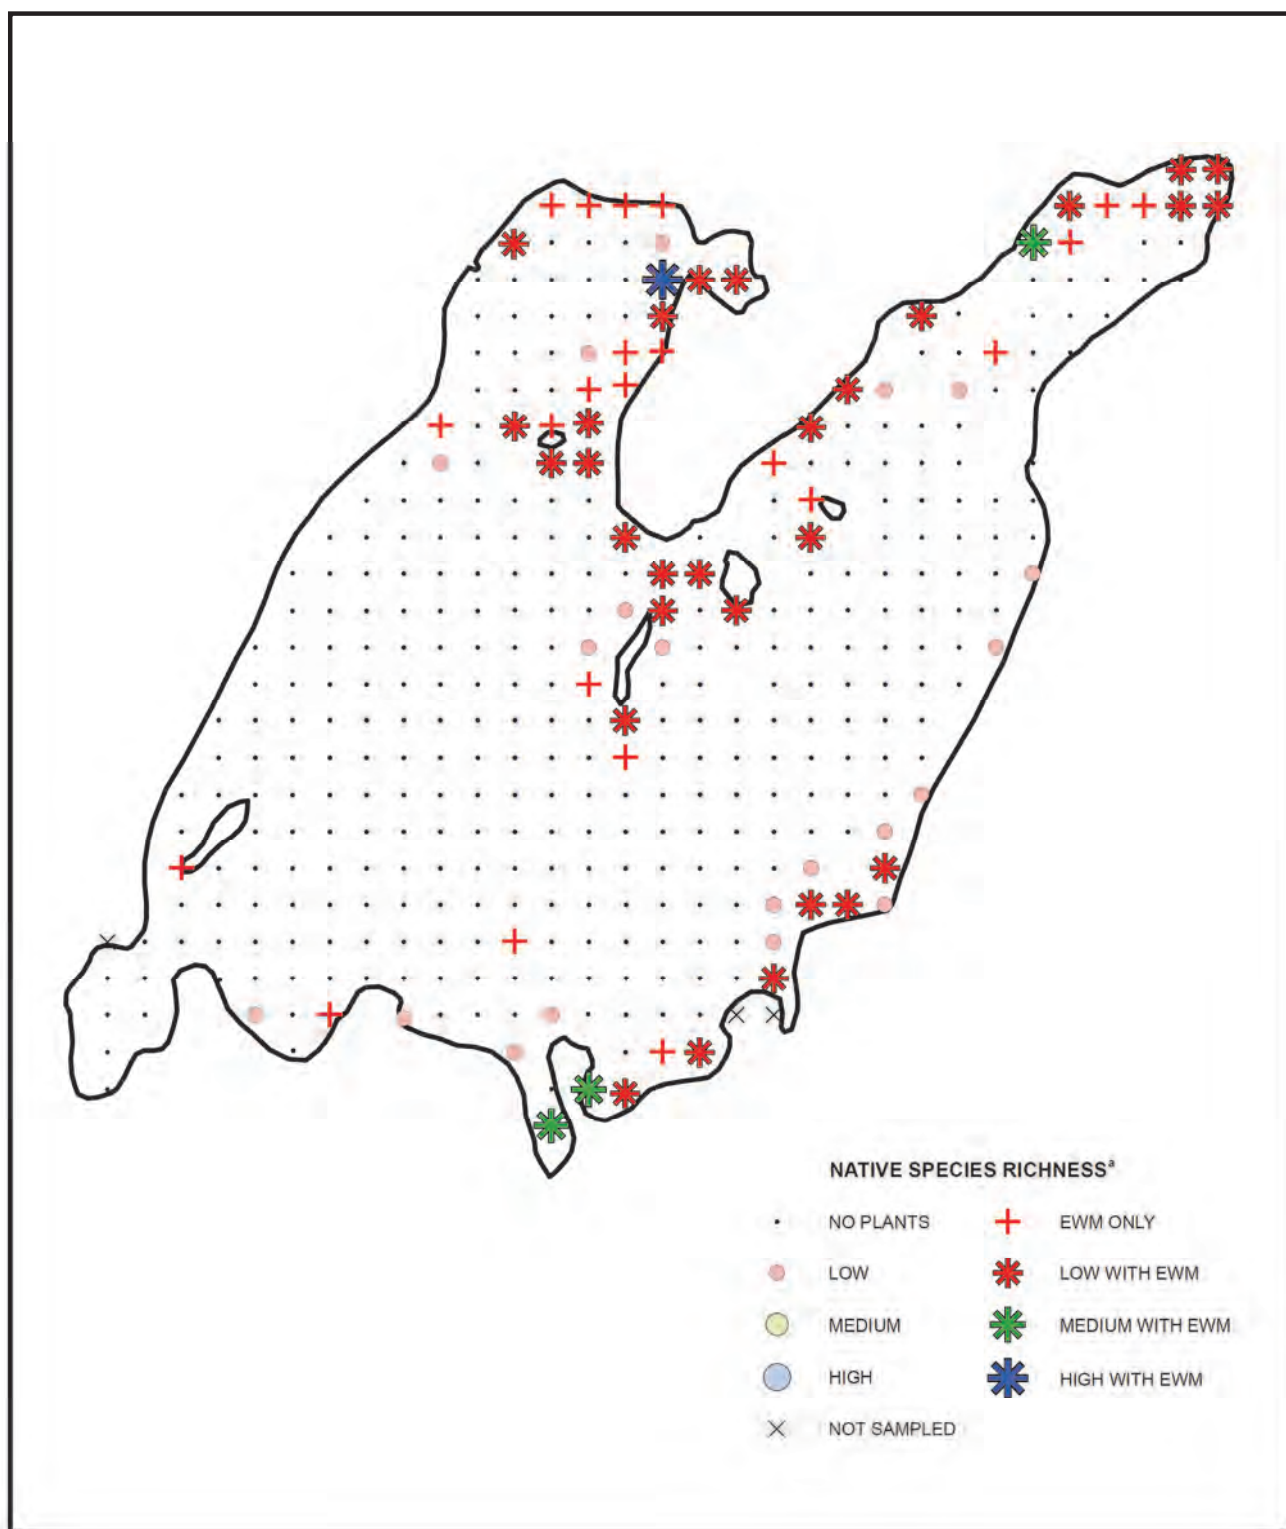 NATIVE SPECIES RICHNESSᵃ
NO PLANTS
EWM ONLY
LOW
LOW WITH EWM
MEDIUM
MEDIUM WITH EWM
HIGH
HIGH WITH EWM
NOT SAMPLED